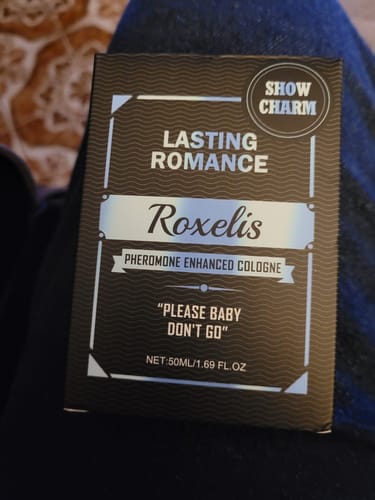 SHOW
CHARM
LASTING
ROMANCE
Roxelis
PHEROMONE ENHANCED COLOGNE
"PLEASE BABY
DON'T GO"
NET:50ML/1.69 FL.OZ